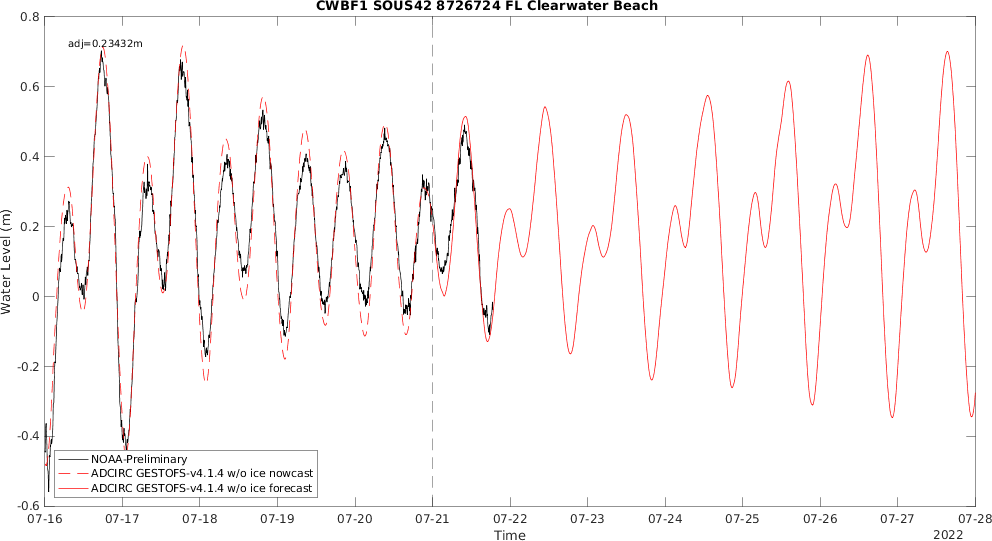 CWBF1 SOUS42 8726724 FL Clearwater Beach
adj=0.23432m
0.8
0.6
0.4
0.2
0
-0.2
-0.4
-0.6
Water Level (m)
NOAA-Preliminary
ADCIRC GESTOFS-v4.1.4 w/o ice nowcast
ADCIRC GESTOFS-v4.1.4 w/o ice forecast
07-16 07-17 07-18 07-19 07-20 07-21 07-22 07-23 07-24 07-25 07-26 07-27 07-28
Time
2022